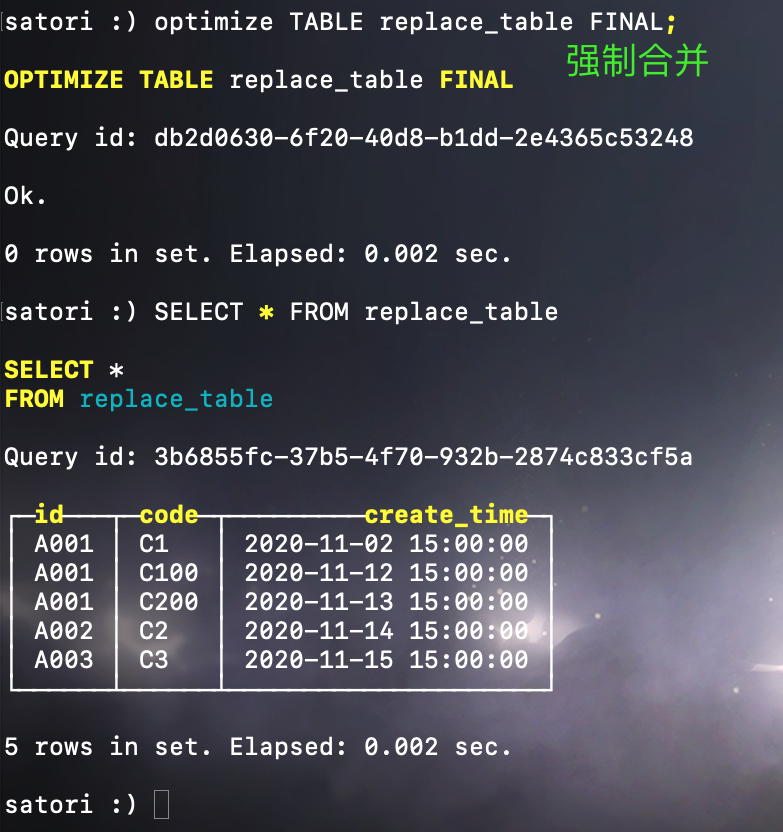 satori :) optimize TABLE replace_table FINAL;
强制合并
OPTIMIZE TABLE replace_table FINAL
Query id: db2d0630-6f20-40d8-b1dd-2e4365c53248
Ok.
0 rows in set. Elapsed: 0.002 sec.
satori :) SELECT * FROM replace_table
SELECT *
FROM replace_table
Query id: 3b6855fc-37b5-4f70-932b-2874c833cf5a
id code create_time
A001 C1 2020-11-02 15:00:00
A001 C100 2020-11-12 15:00:00
A001 C200 2020-11-13 15:00:00
A002 C2 2020-11-14 15:00:00
A003 C3 2020-11-15 15:00:00
5 rows in set. Elapsed: 0.002 sec.
satori :)